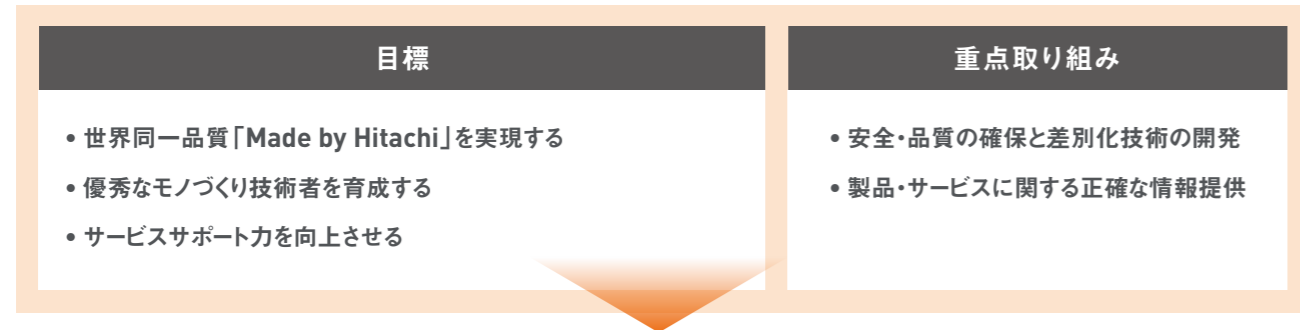 目標
• 世界同一品質「Made by Hitachi」を実現する
• 優秀なモノづくり技術者を育成する
• サービスサポート力を向上させる
重点取り組み
• 安全・品質の確保と差別化技術の開発
• 製品・サービスに関する正確な情報提供